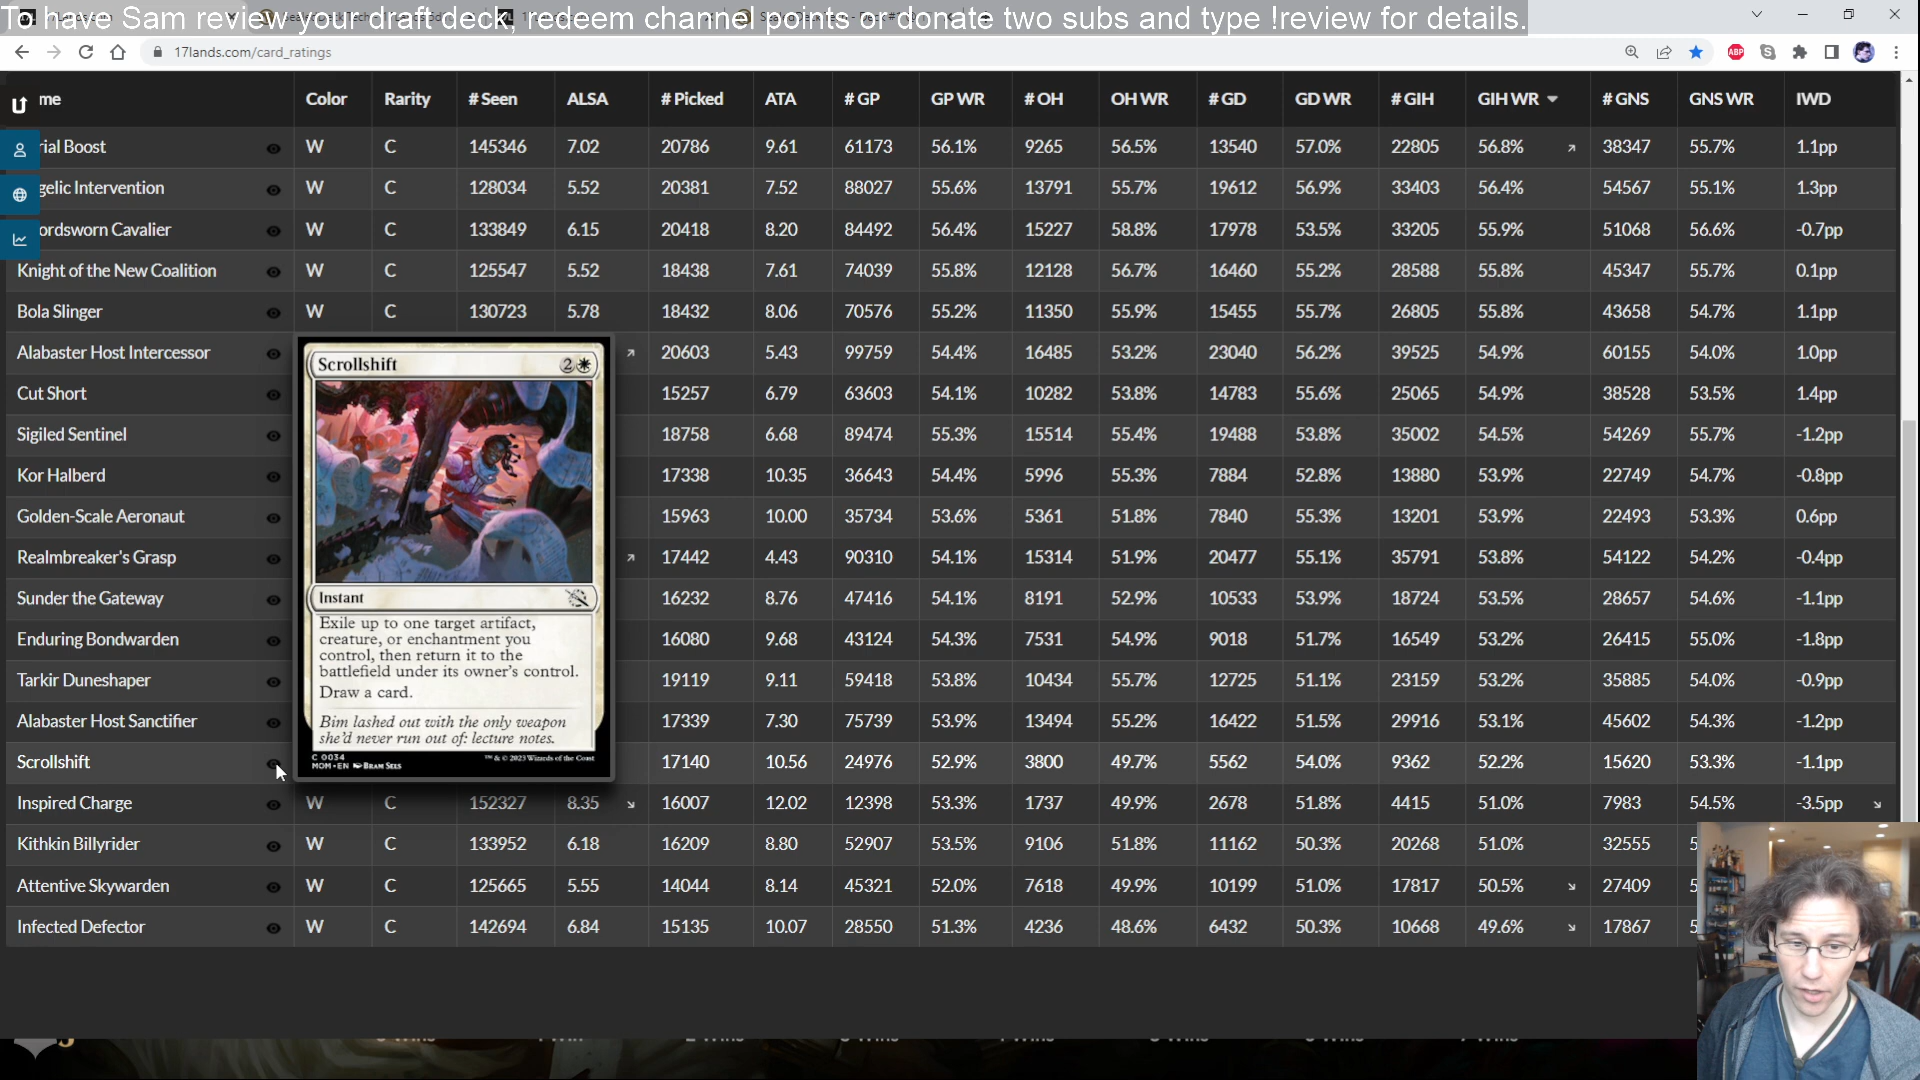 To have Sam review your draft deck, redeem channel points or donate two subs and type !review for details.
17lands.com/card_ratings
ABP
me Color Rarity # Seen ALSA # Picked ATA # GP GP WR # OH OH WR # GD GD WR # GIH GIH WR # GNS GNS WR IWD
rial Boost W C 145346 7.02 20786 9.61 61173 56.1% 9265 56.5% 13540 57.0% 22805 56.8% 38347 55.7% 1.1pp
gelic Intervention W C 128034 5.52 20381 7.52 88027 55.6% 13791 55.7% 19612 56.9% 33403 56.4% 54567 55.1% 1.3pp
ordsworn Cavalier W C 133849 6.15 20418 8.20 84492 56.4% 15227 58.8% 17978 53.5% 33205 55.9% 51068 56.6% -0.7pp
Knight of the New Coalition W C 125547 5.52 18438 7.61 74039 55.8% 12128 56.7% 16460 55.2% 28588 55.8% 45347 55.7% 0.1pp
Bola Slinger W C 130723 5.78 18432 8.06 70576 55.2% 11350 55.9% 15455 55.7% 26805 55.8% 43658 54.7% 1.1pp
Alabaster Host Intercessor 20603 5.43 99759 54.4% 16485 53.2% 23040 56.2% 39525 54.9% 60155 54.0% 1.0pp
Cut Short 15257 6.79 63603 54.1% 10282 53.8% 14783 55.6% 25065 54.9% 38528 53.5% 1.4pp
Sigiled Sentinel 18758 6.68 89474 55.3% 15514 55.4% 19488 53.8% 35002 54.5% 54269 55.7% -1.2pp
Kor Halberd 17338 10.35 36643 54.4% 5996 55.3% 7884 52.8% 13880 53.9% 22749 54.7% -0.8pp
Golden-Scale Aeronaut 15963 10.00 35734 53.6% 5361 51.8% 7840 55.3% 13201 53.9% 22493 53.3% 0.6pp
Realmbreaker's Grasp 17442 4.43 90310 54.1% 15314 51.9% 20477 55.1% 35791 53.8% 54122 54.2% -0.4pp
Sunder the Gateway 16232 8.76 47416 54.1% 8191 52.9% 10533 53.9% 18724 53.5% 28657 54.6% -1.1pp
Enduring Bondwarden 16080 9.68 43124 54.3% 7531 54.9% 9018 51.7% 16549 53.2% 26415 55.0% -1.8pp
Tarkir Duneshaper 19119 9.11 59418 53.8% 10434 55.7% 12725 51.1% 23159 53.2% 35885 54.0% -0.9pp
Alabaster Host Sanctifier 17339 7.30 75739 53.9% 13494 55.2% 16422 51.5% 29916 53.1% 45602 54.3% -1.2pp
Scrollshift 17140 10.56 24976 52.9% 3800 49.7% 5562 54.0% 9362 52.2% 15620 53.3% -1.1pp
Inspired Charge W C 152327 8.35 16007 12.02 12398 53.3% 1737 49.9% 2678 51.8% 4415 51.0% 7983 54.5% -3.5pp
Kithkin Billyrider W C 133952 6.18 16209 8.80 52907 53.5% 9106 51.8% 11162 50.3% 20268 51.0% 32555 5
Attentive Skywarden W C 125665 5.55 14044 8.14 45321 52.0% 7618 49.9% 10199 51.0% 17817 50.5% 27409 5
Infected Defector W C 142694 6.84 15135 10.07 28550 51.3% 4236 48.6% 6432 50.3% 10668 49.6% 17867 5
Scrollshift 2
Instant
Exile up to one target artifact,
creature, or enchantment you
control, then return it to the
battlefield under its owner's control.
Draw a card.
Bim lashed out with the only weapon
she'd never run out of: lecture notes.
C 0034
MOM • EN Bram Sels ™ & © 2023 Wizards of the Coast